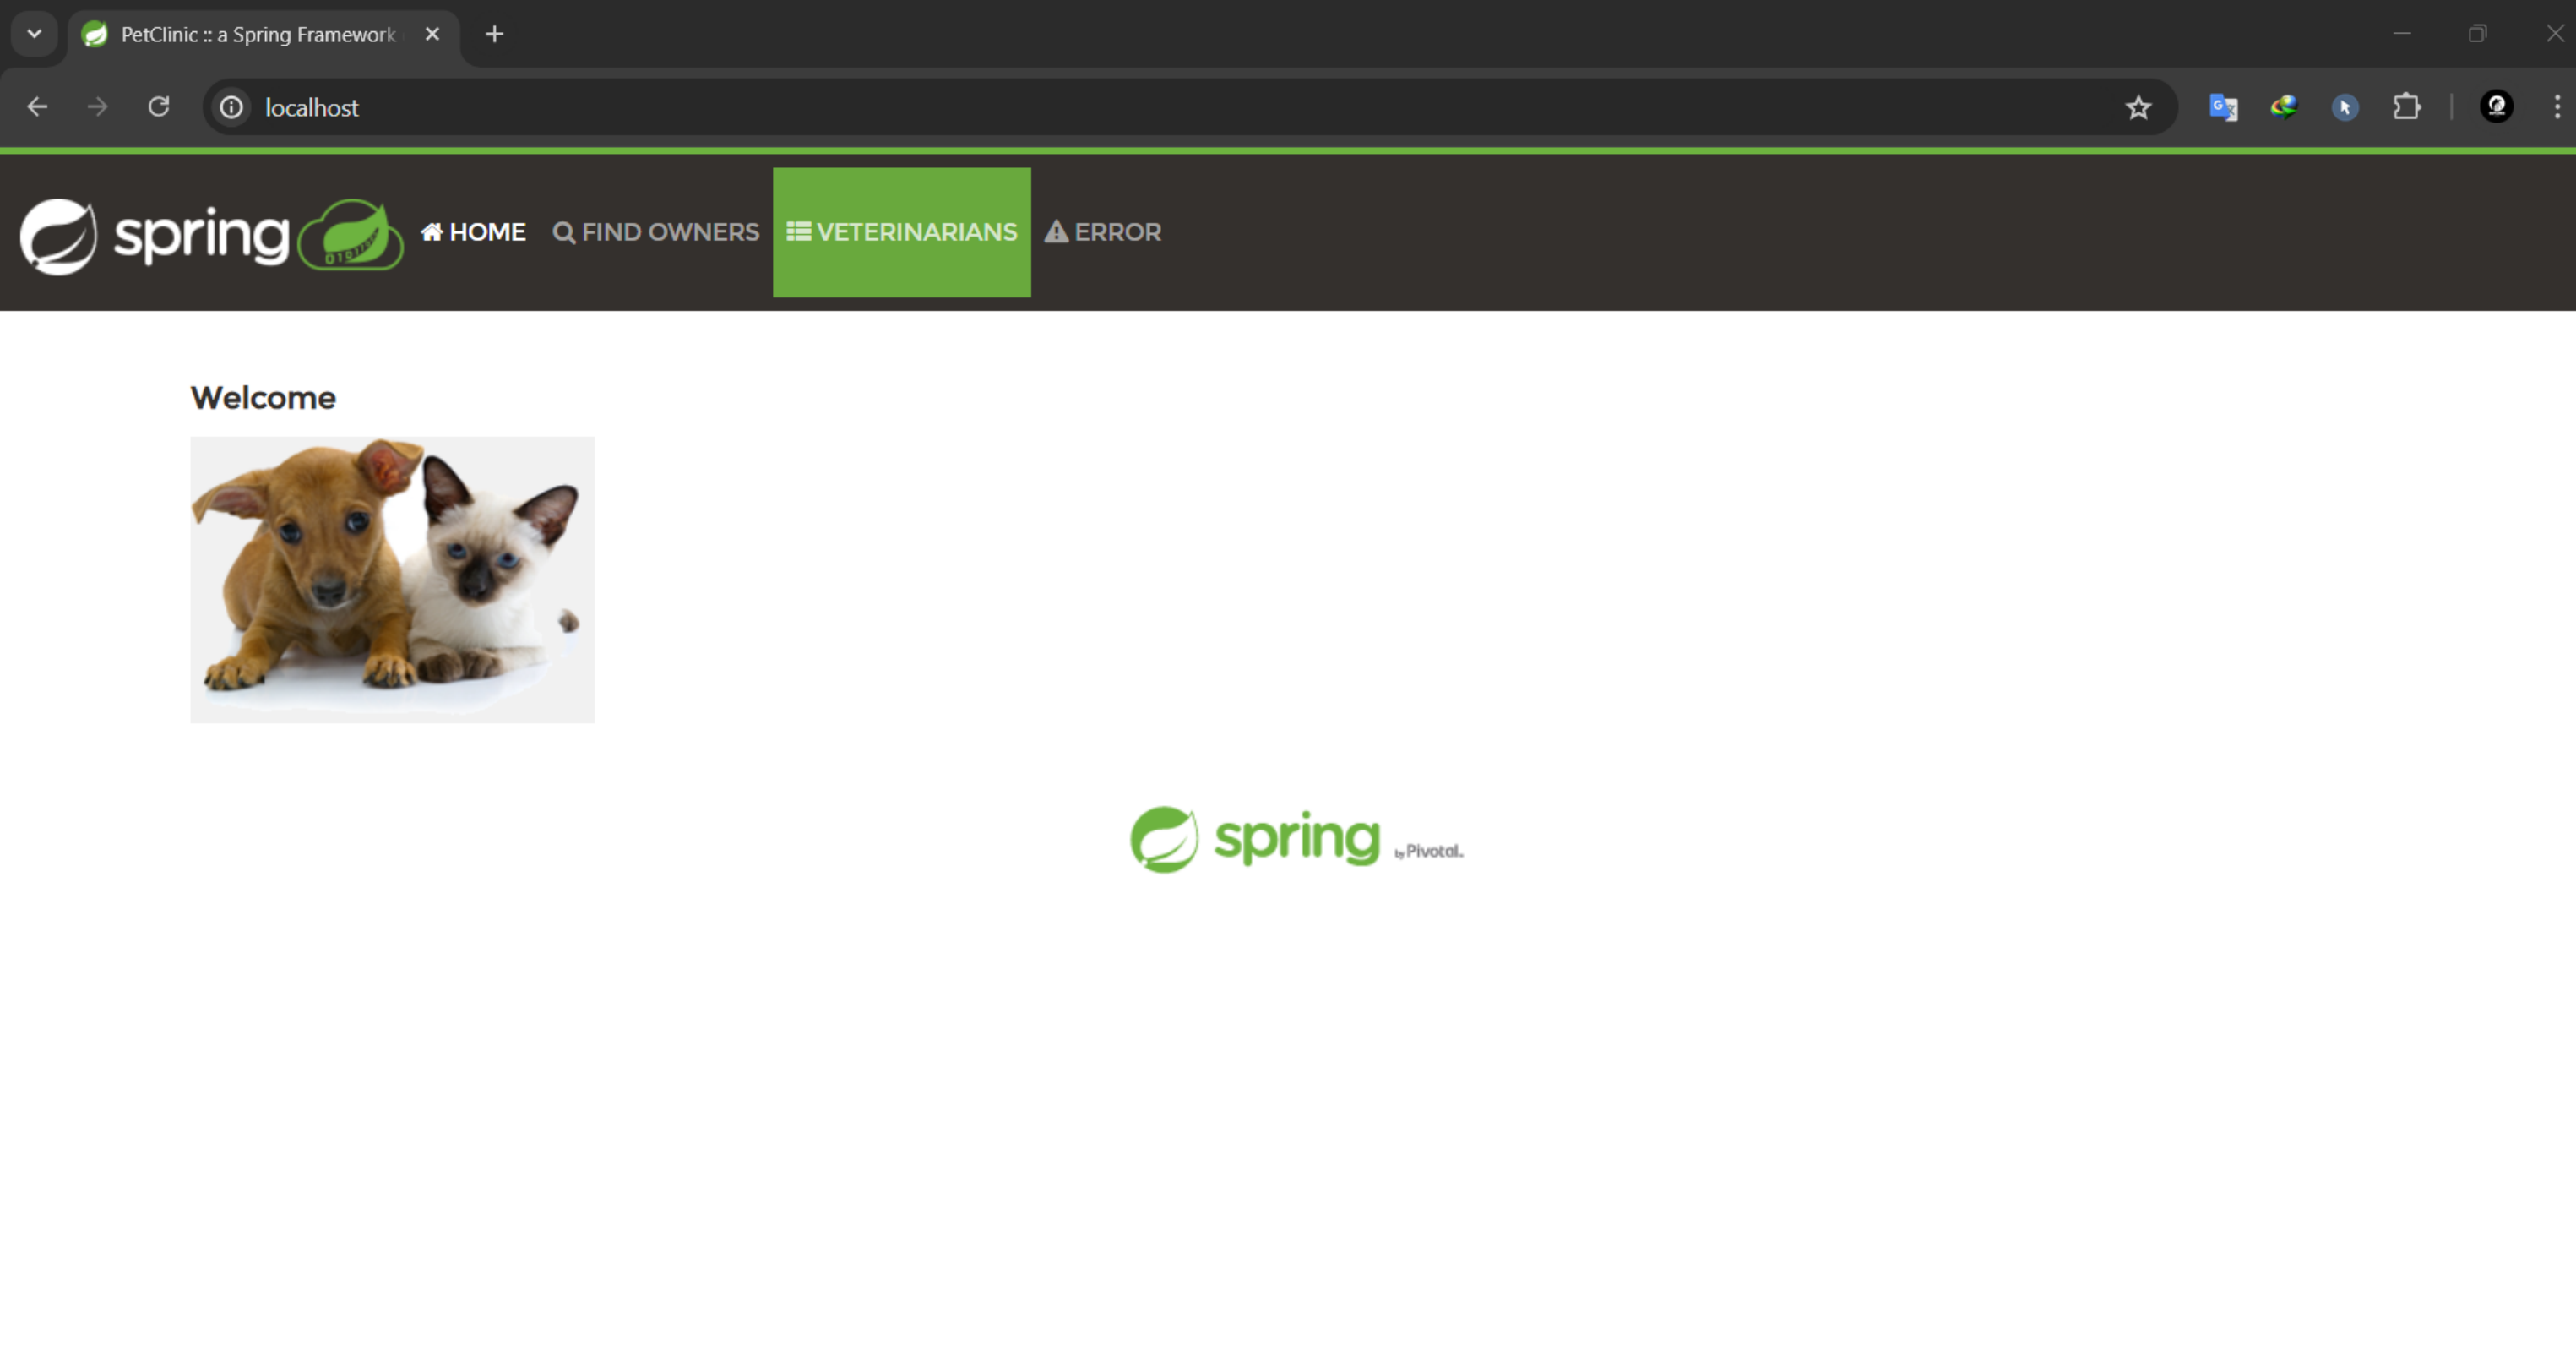 PetClinic :: a Spring Framework
localhost
spring
HOME
FIND OWNERS
VETERINARIANS
ERROR
Welcome
spring by Pivotal.